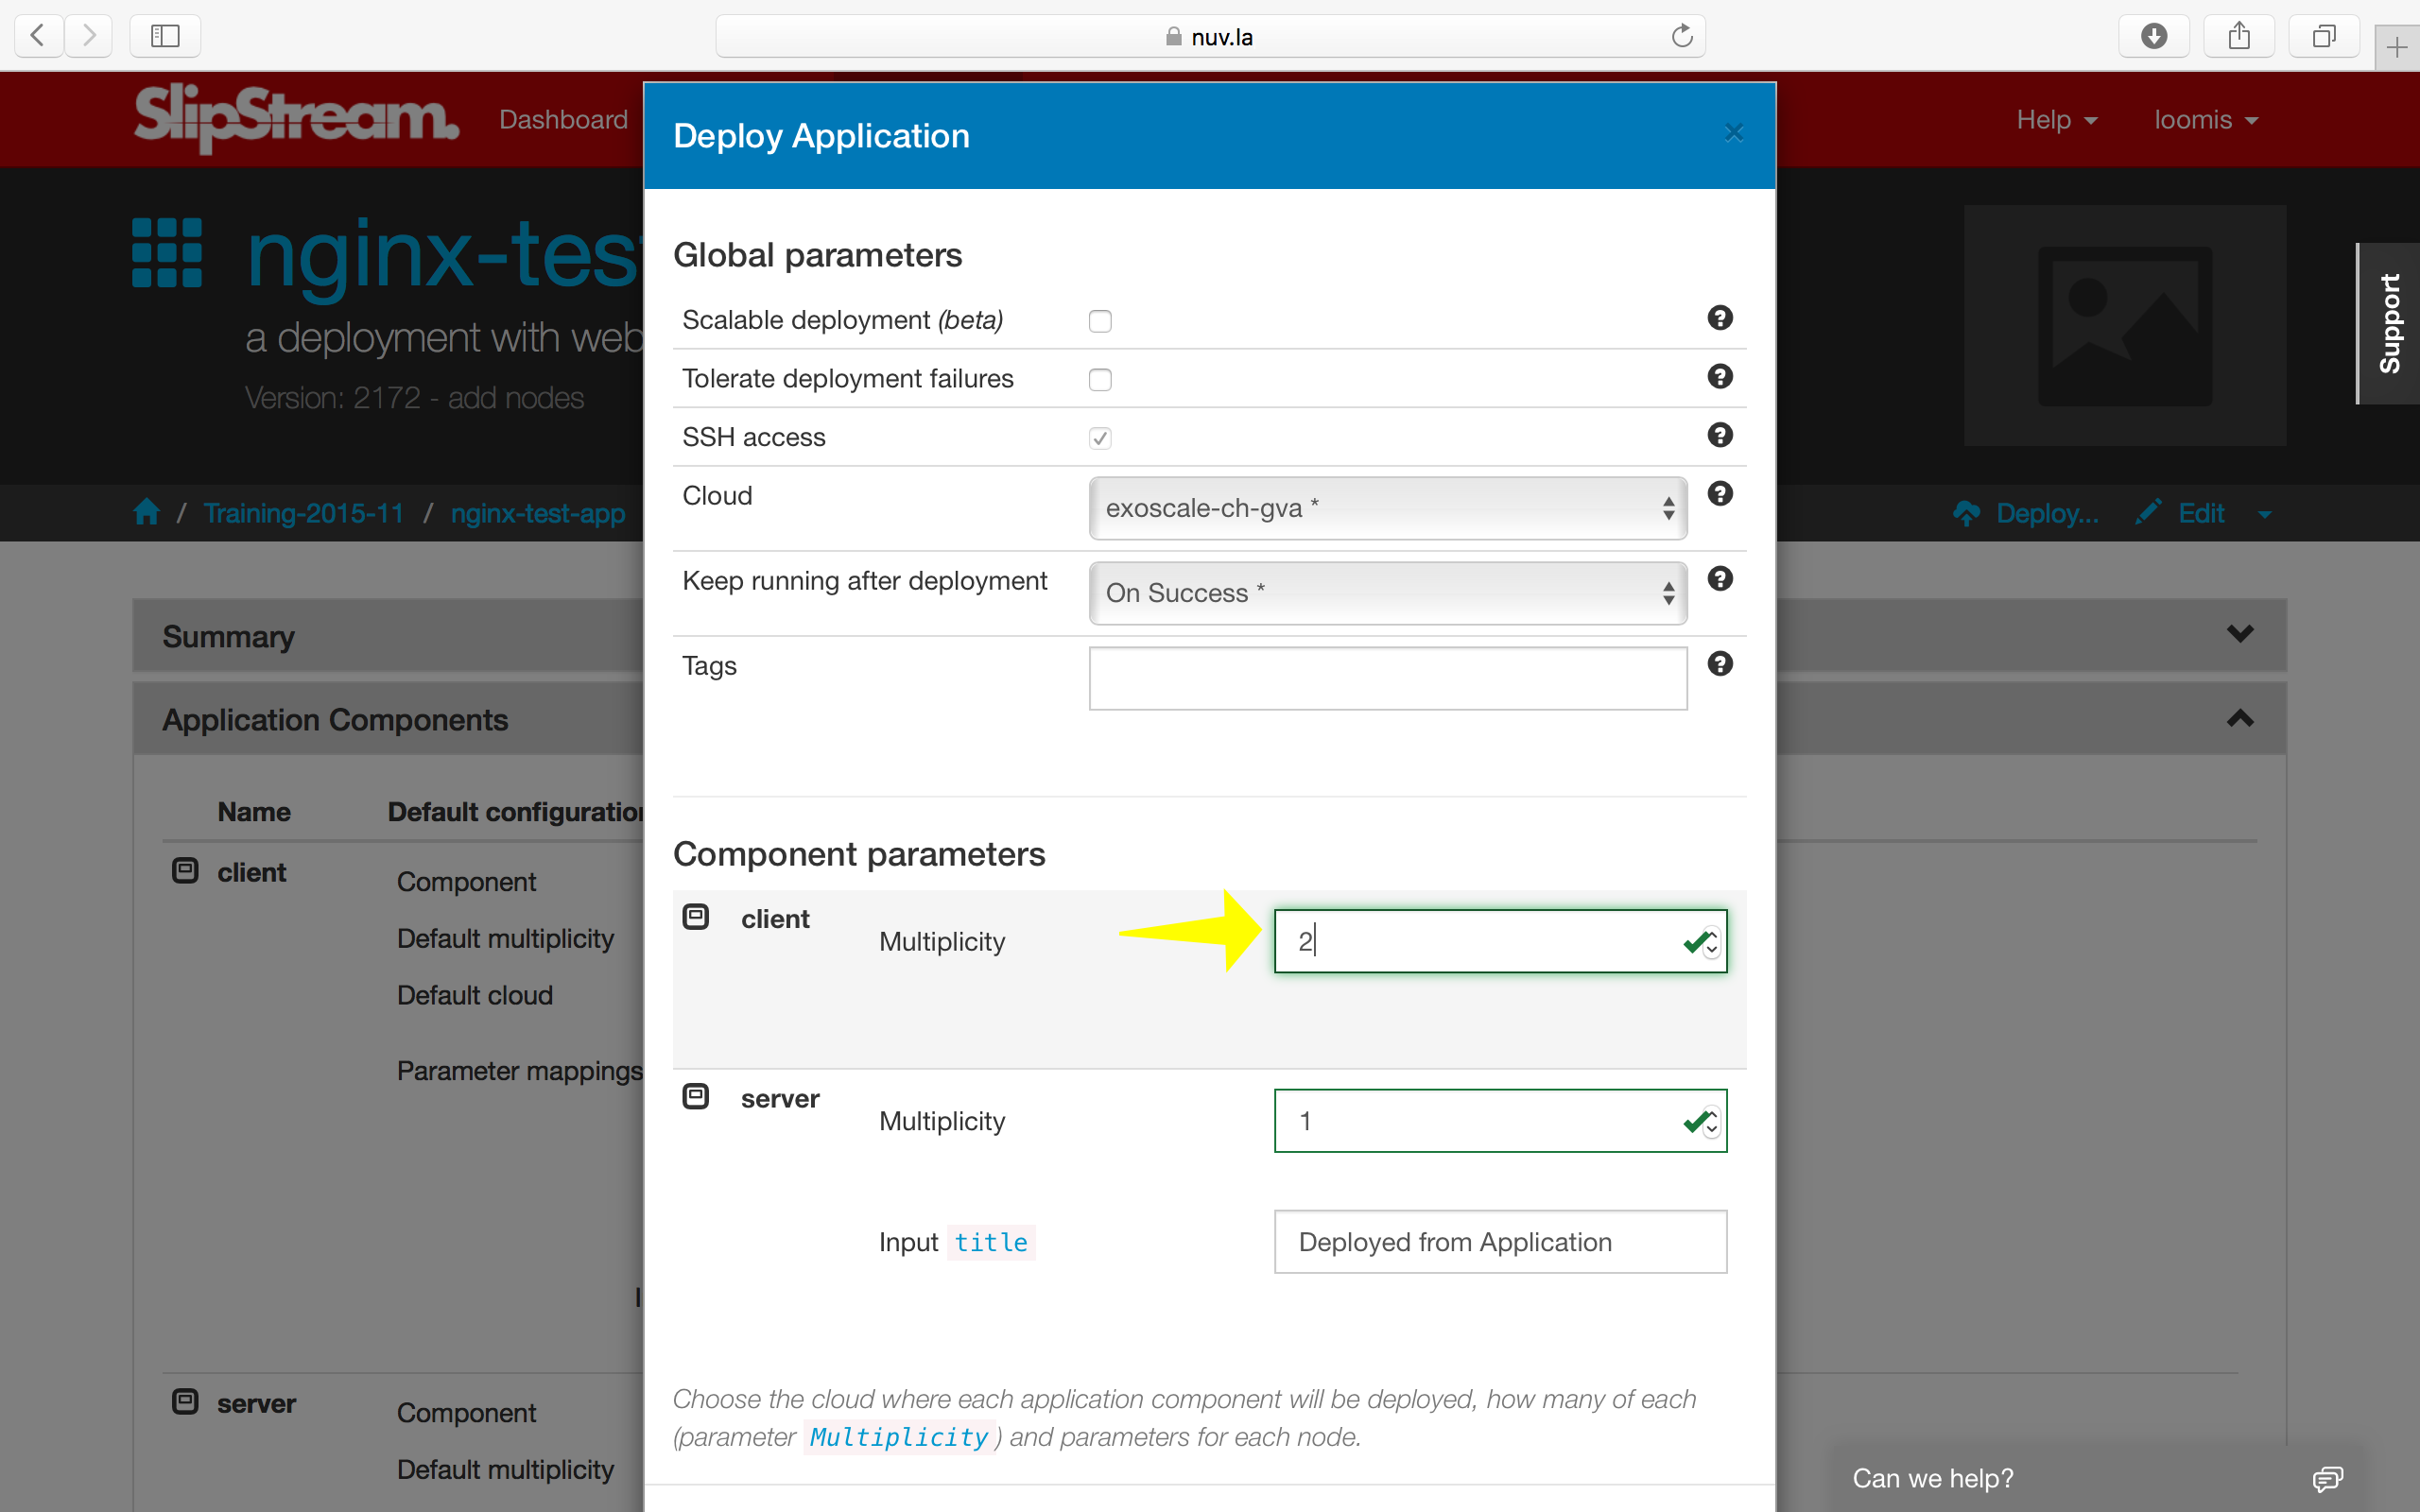 nuv.la
SlipStream.
Dashboard
Help
loomis
Deploy Application
nginx-tes
a deployment with web
Version: 2172 - add nodes
Support
Training-2015-11 / nginx-test-app
Deploy...
Edit
Global parameters
Scalable deployment (beta)
Tolerate deployment failures
SSH access
Cloud
exoscale-ch-gva *
Keep running after deployment
On Success *
Tags
Summary
Application Components
Name
Default configuration
client
Component
Default multiplicity
Default cloud
Parameter mappings
server
Component
Default multiplicity
Component parameters
client
Multiplicity
2
server
Multiplicity
1
Input title
Deployed from Application
Choose the cloud where each application component will be deployed, how many of each
(parameter Multiplicity ) and parameters for each node.
Can we help?